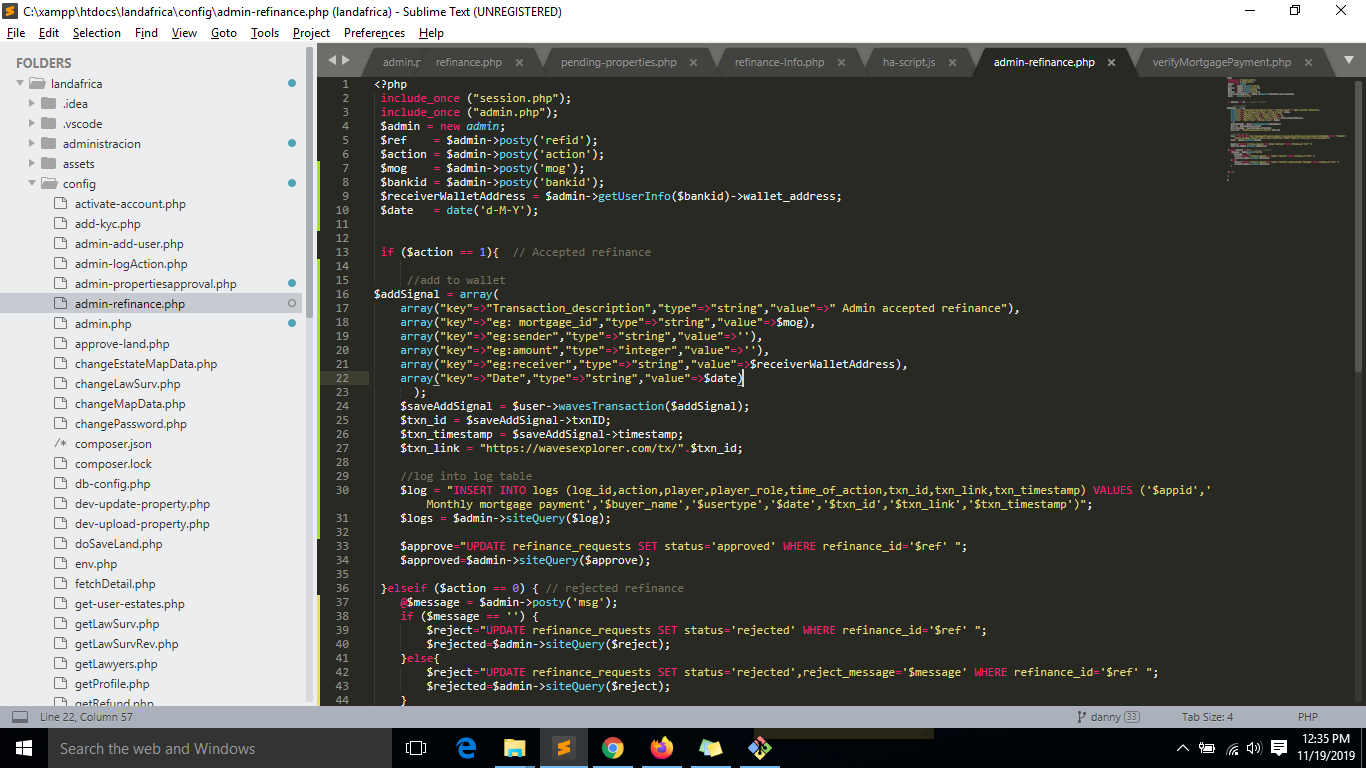 C:\xampp\htdocs\landafrica\config\admin-refinance.php (landafrica) - Sublime Text (UNREGISTERED)
File Edit Selection Find View Goto Tools Project Preferences Help
FOLDERS
landafrica
.idea
.vscode
administracion
assets
config
activate-account.php
add-kyc.php
admin-add-user.php
admin-logAction.php
admin-propertiesapproval.php
admin-refinance.php
admin.php
approve-land.php
changeEstateMapData.php
changeLawSurv.php
changeMapData.php
changePassword.php
/* composer.json
composer.lock
db-config.php
dev-update-property.php
dev-upload-property.php
doSaveLand.php
env.php
fetchDetail.php
get-user-estates.php
getLawSurv.php
getLawSurvRev.php
getLawyers.php
getProfile.php
getRefund.php
admin.p refinance.php × pending-properties.php × refinance-Info.php × ha-script.js × admin-refinance.php × verifyMortgagePayment.php ×
1 <?php
2 include_once ("session.php");
3 include_once ("admin.php");
4 $admin = new admin;
5 $ref    = $admin->posty('refid');
6 $action = $admin->posty('action');
7 $mog    = $admin->posty('mog');
8 $bankid = $admin->posty('bankid');
9 $receiverWalletAddress = $admin->getUserInfo($bankid)->wallet_address;
10 $date   = date('d-M-Y');
11
12
13 if ($action == 1){  // Accepted refinance
14
15 //add to wallet
16 $addSignal = array(
17 array("key"=>"Transaction_description","type"=>"string","value"=>" Admin accepted refinance"),
18 array("key"=>"eg: mortgage_id","type"=>"string","value"=>$mog),
19 array("key"=>"eg:sender","type"=>"string","value"=>''),
20 array("key"=>"eg:amount","type"=>"integer","value"=>''),
21 array("key"=>"eg:receiver","type"=>"string","value"=>$receiverWalletAddress),
22 array("key"=>"Date","type"=>"string","value"=>$date)
23 );
24 $saveAddSignal = $user->wavesTransaction($addSignal);
25 $txn_id = $saveAddSignal->txnID;
26 $txn_timestamp = $saveAddSignal->timestamp;
27 $txn_link = "https://wavesexplorer.com/tx/".$txn_id;
28
29 //log into log table
30 $log = "INSERT INTO logs (log_id,action,player,player_role,time_of_action,txn_id,txn_link,txn_timestamp) VALUES ('$appid','
Monthly mortgage payment','$buyer_name','$usertype','$date','$txn_id','$txn_link','$txn_timestamp')";
31 $logs = $admin->siteQuery($log);
32
33 $approve="UPDATE refinance_requests SET status='approved' WHERE refinance_id='$ref' ";
34 $approved=$admin->siteQuery($approve);
35
36 }elseif ($action == 0) { // rejected refinance
37 @$message = $admin->posty('msg');
38 if ($message == '') {
39 $reject="UPDATE refinance_requests SET status='rejected' WHERE refinance_id='$ref' ";
40 $rejected=$admin->siteQuery($reject);
41 }else{
42 $reject="UPDATE refinance_requests SET status='rejected',reject_message='$message' WHERE refinance_id='$ref' ";
43 $rejected=$admin->siteQuery($reject);
44 }
Line 22, Column 57 danny 33 Tab Size: 4 PHP
Search the web and Windows
12:35 PM
11/19/2019